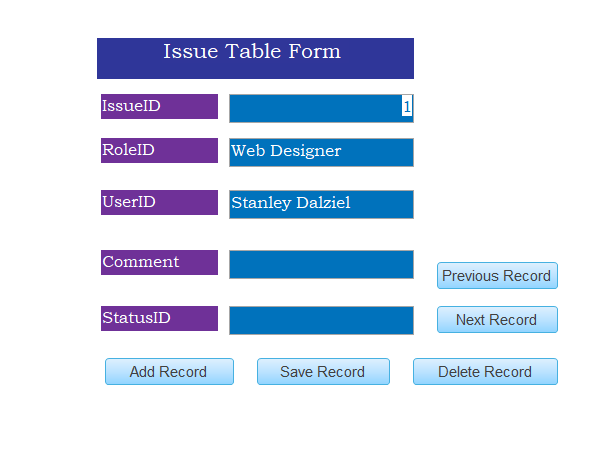 Issue Table Form
IssueID 1
RoleID Web Designer
UserID Stanley Dalziel
Comment
Previous Record
StatusID
Next Record
Add Record Save Record Delete Record